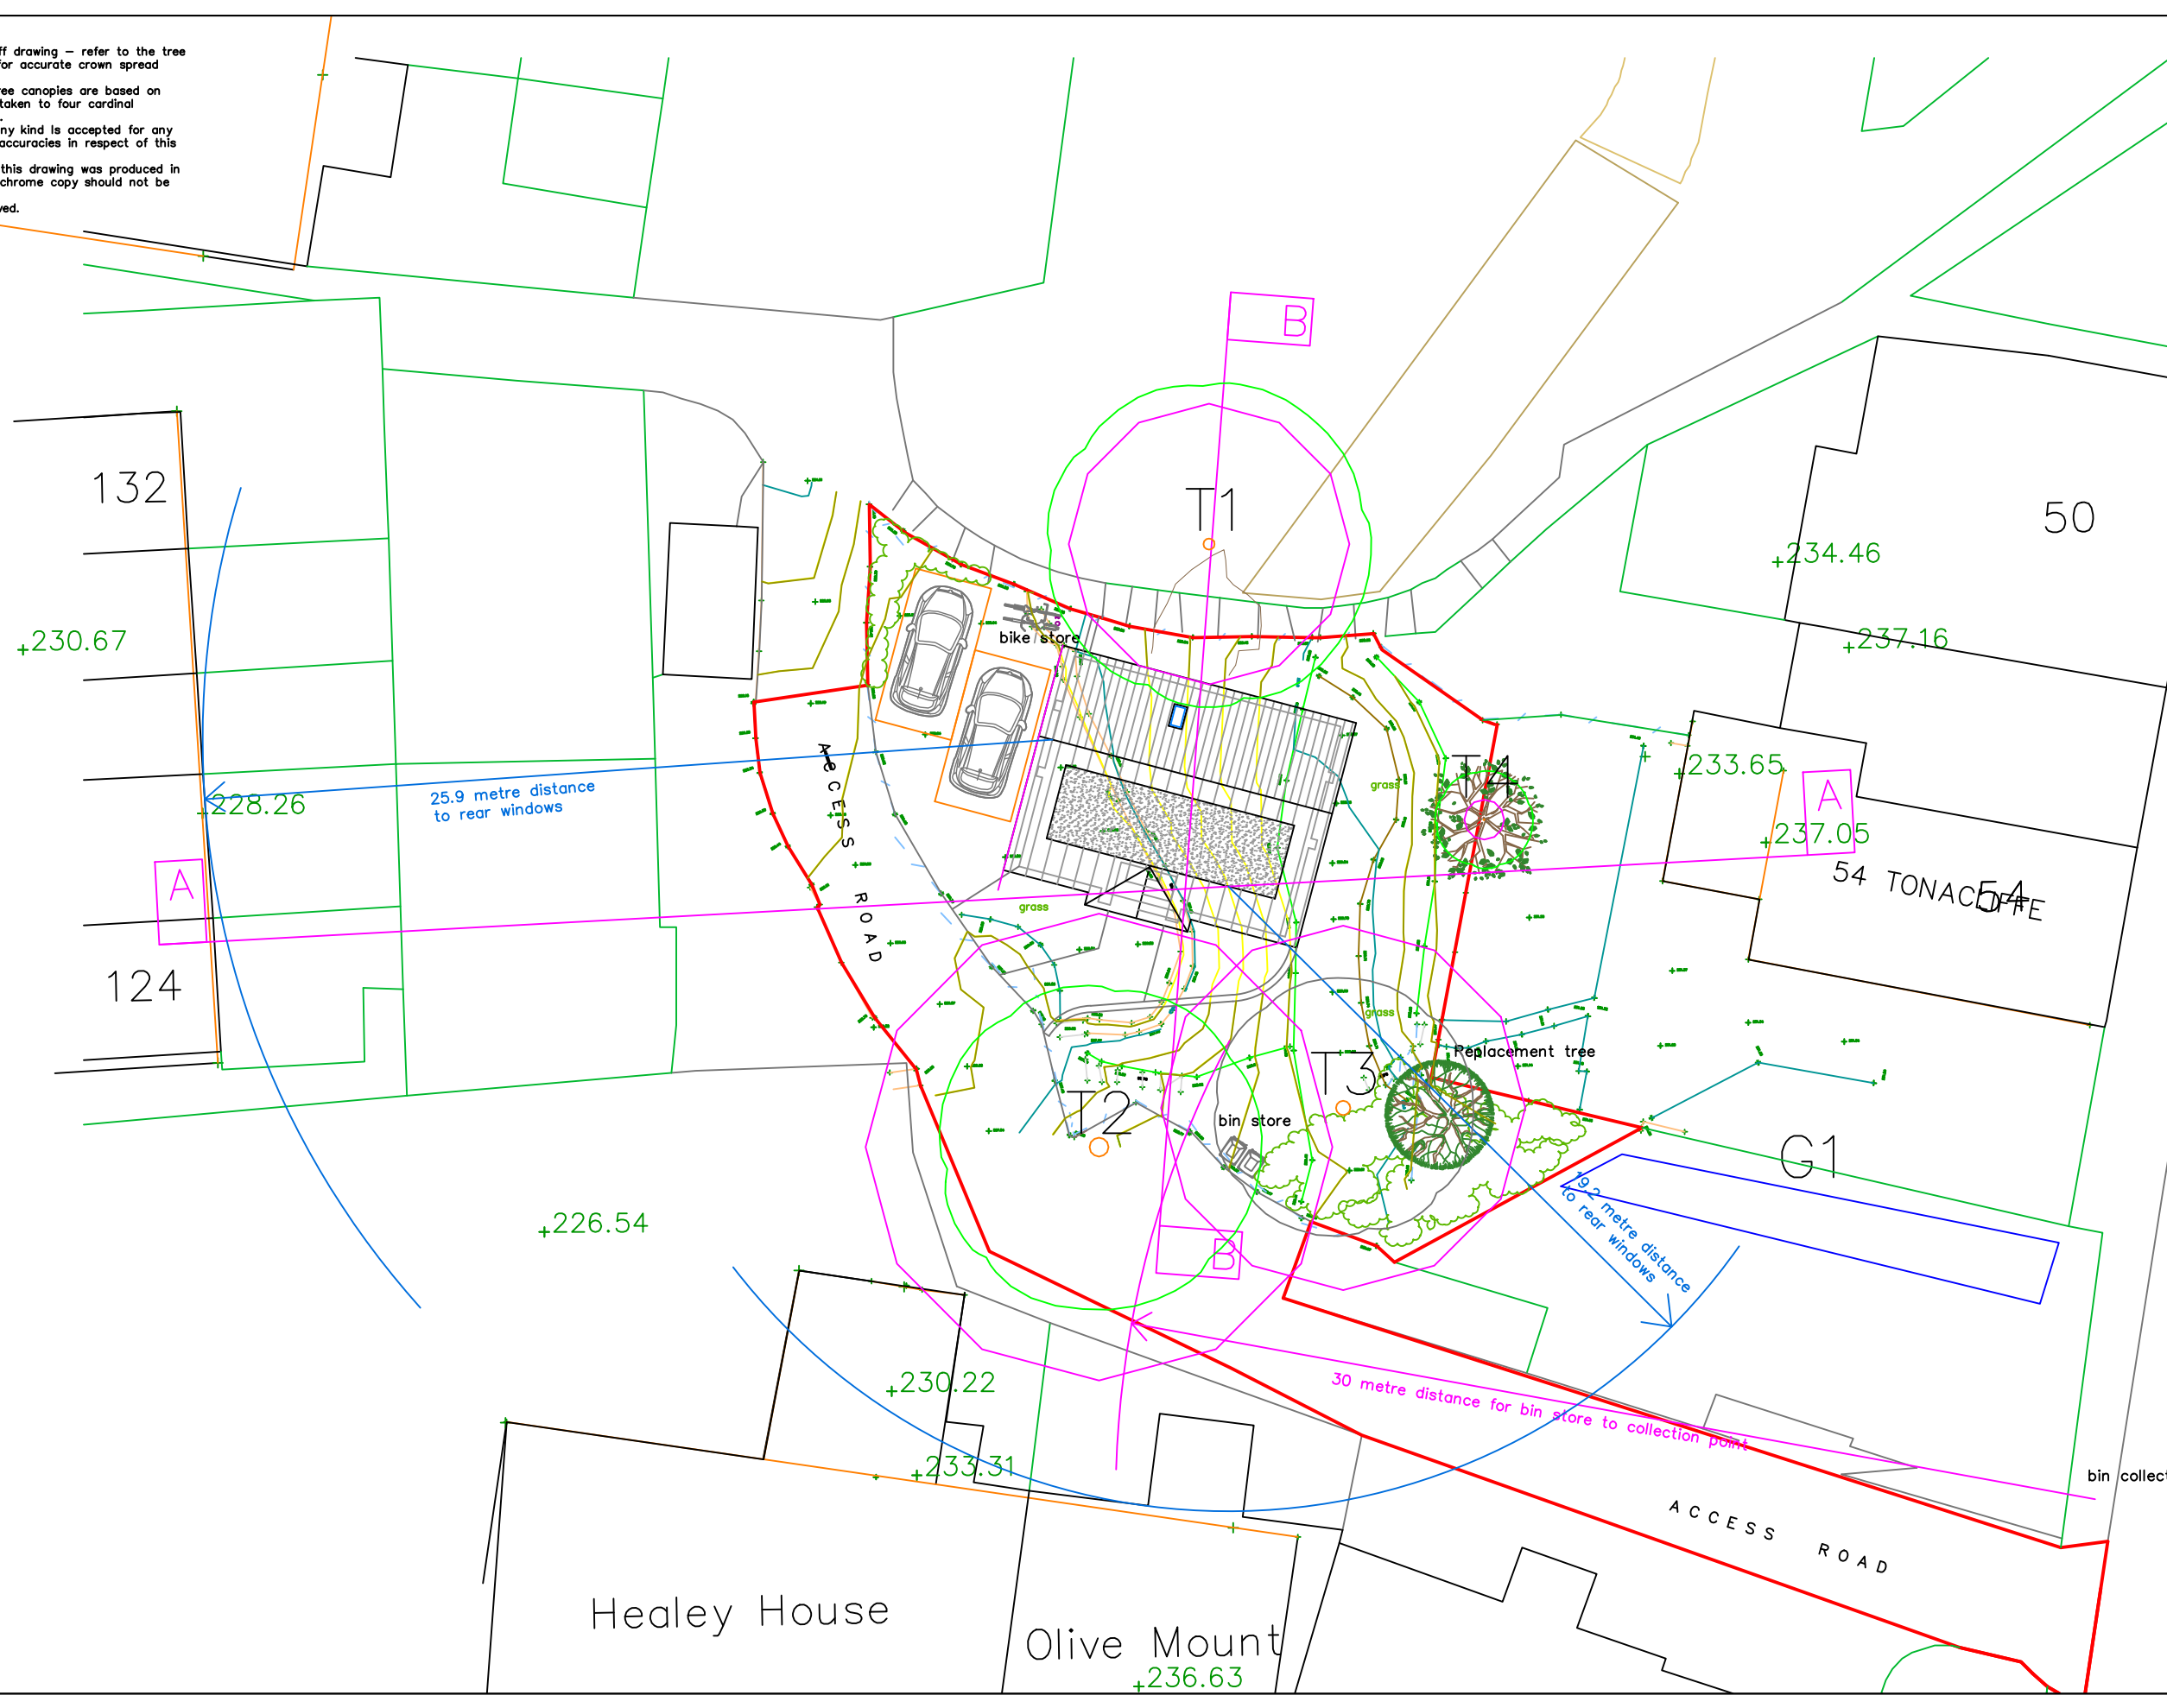 ff drawing – refer to the tree
for accurate crown spread
ree canopies are based on
taken to four cardinal
ny kind Is accepted for any
accuracies in respect of this
this drawing was produced in
chrome copy should not be
ved.
B
T1
132
50
+234.46
+237.16
+230.67
bike store
T4
+233.65
ACCESS ROAD
25.9 metre distance
to rear windows
+228.26
grass
A
+237.05
54 TONACLIFFE
54
A
grass
124
grass
Replacement tree
T3
T2
bin store
G1
19.2 metre distance
to rear windows
+226.54
B
+230.22
30 metre distance for bin store to collection point
+233.31
bin collect
ACCESS ROAD
Healey House
Olive Mount
+236.63